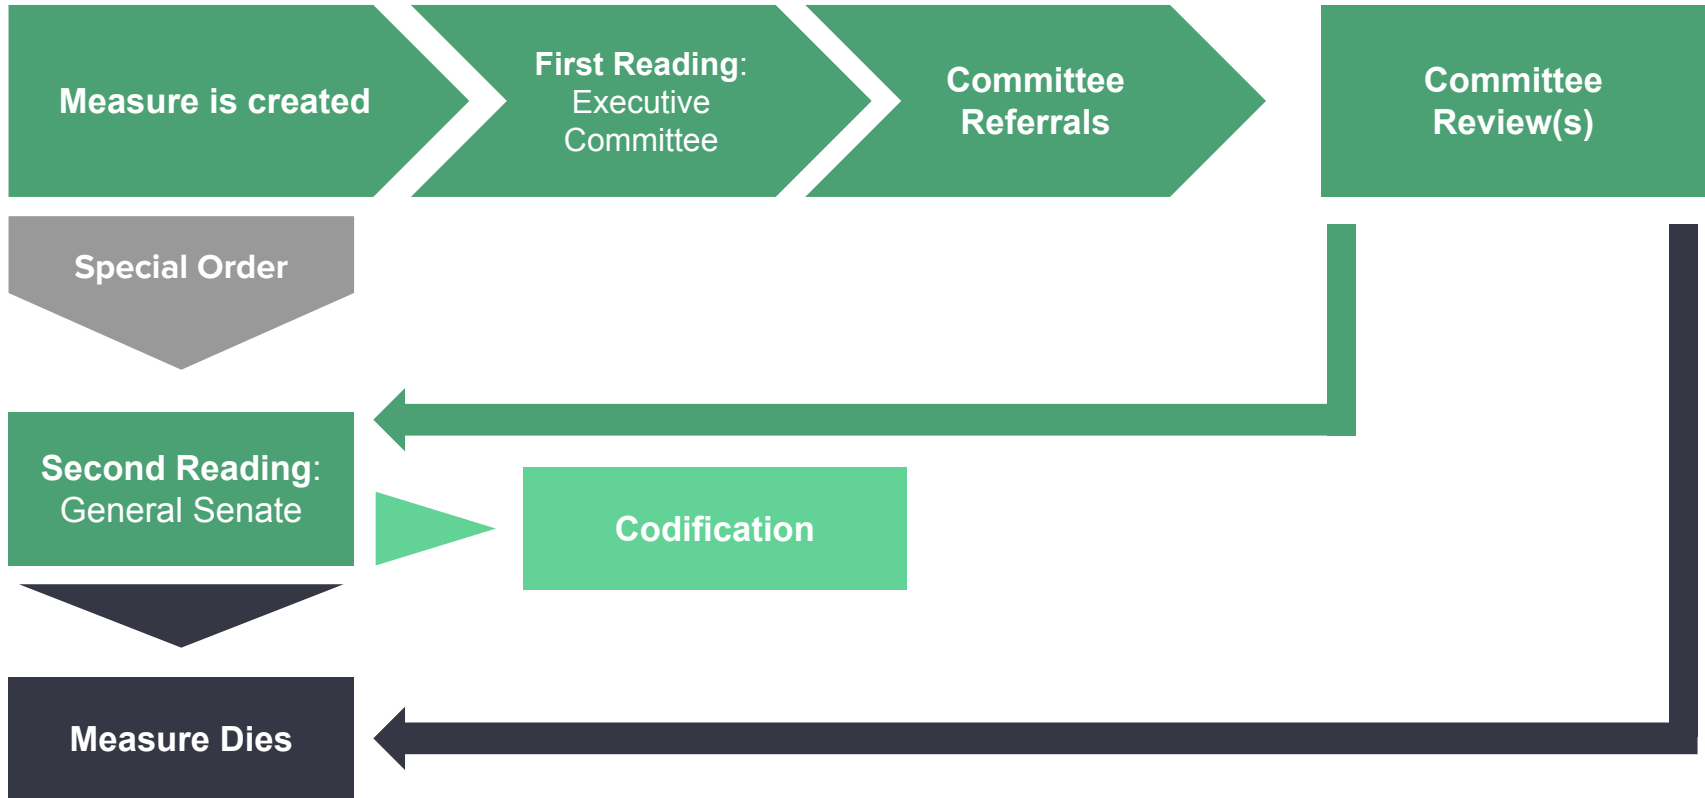 Measure is created
First Reading:
Executive
Committee
Committee
Referrals
Committee
Review(s)
Special Order
Second Reading:
General Senate
Codification
Measure Dies